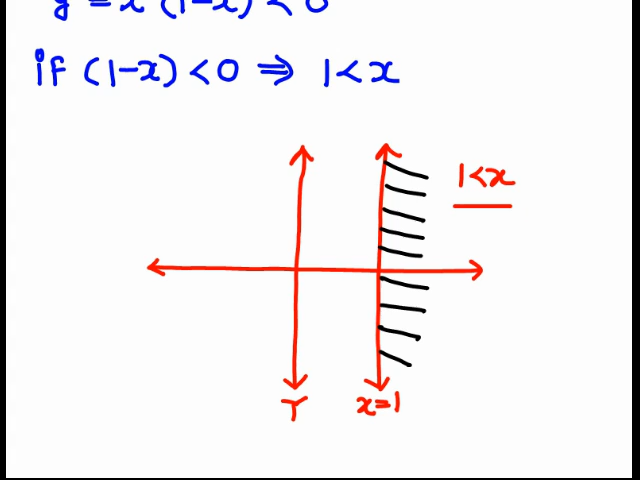 if (1-x) < 0 ⇒ 1 < x
1<x
Y
x=1